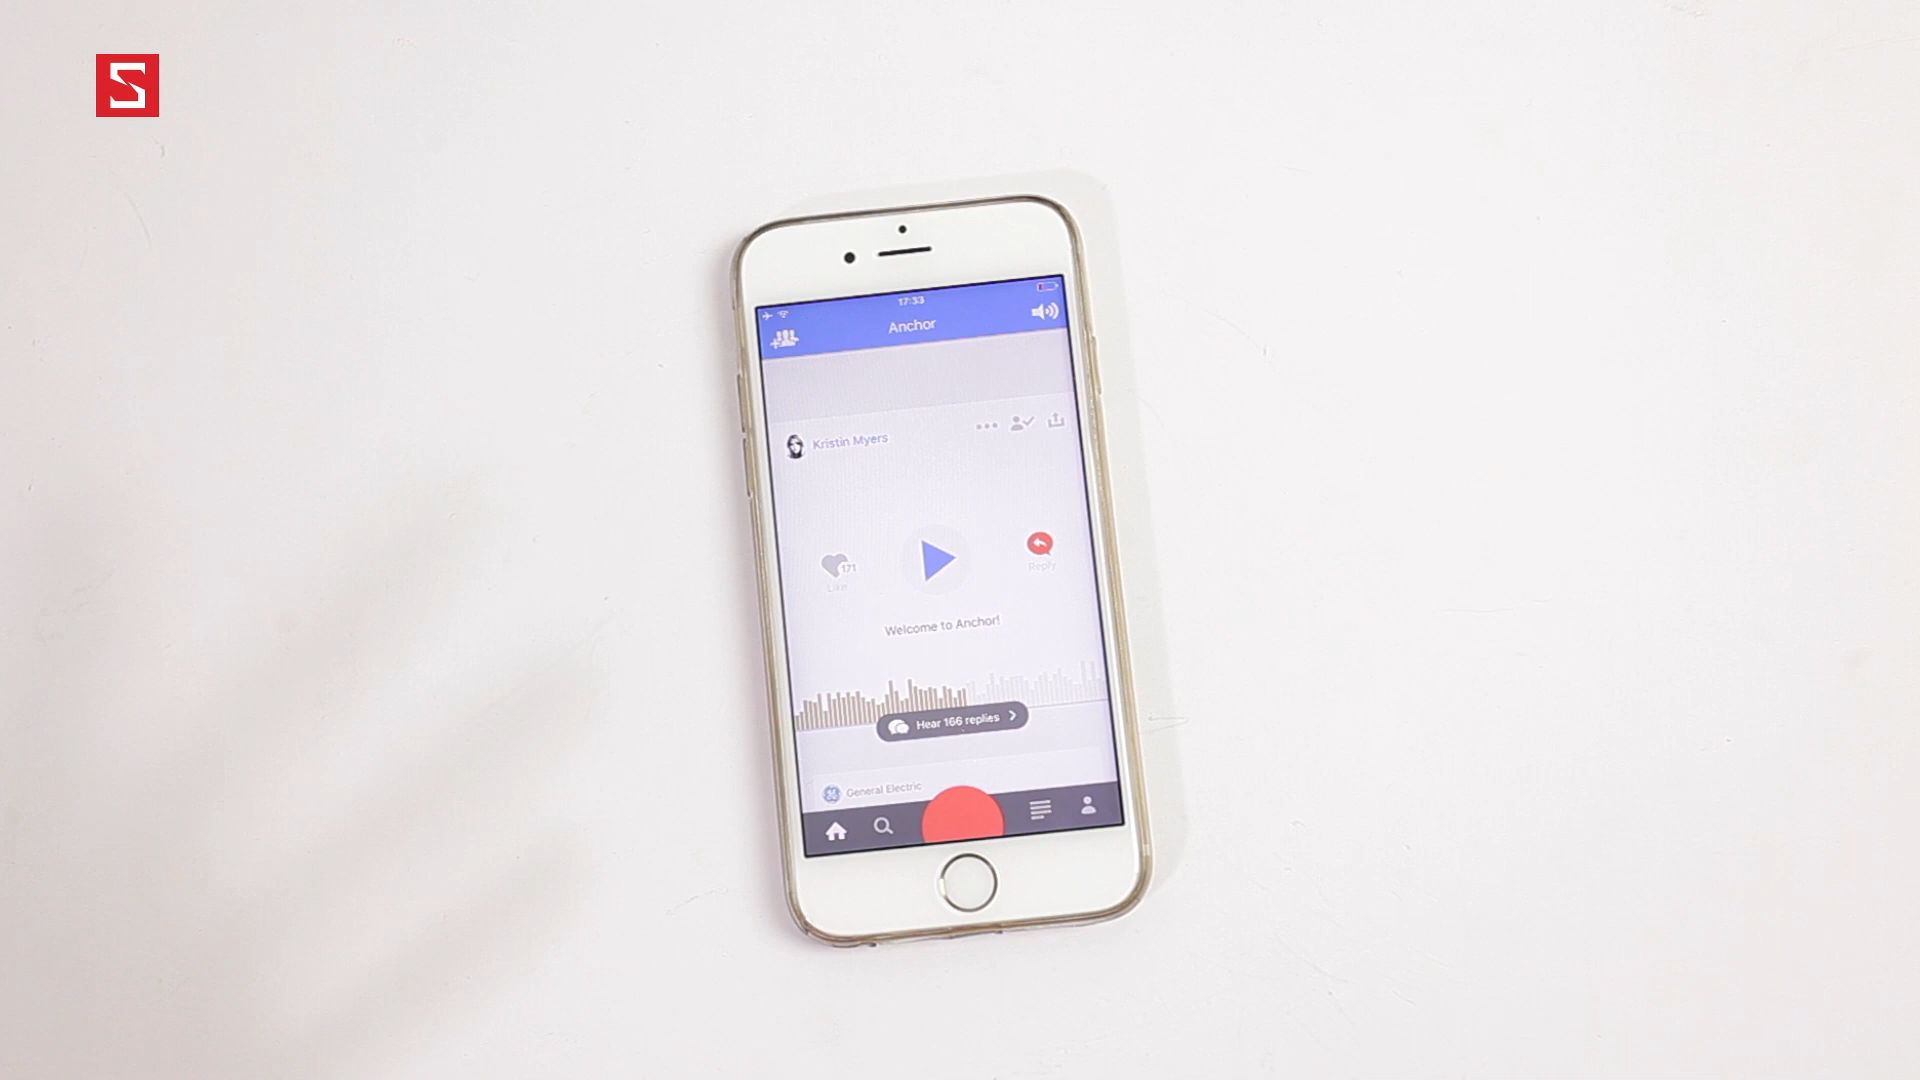 S
17:33
Anchor
Kristin Myers
171
Like
Reply
Welcome to Anchor!
Hear 166 replies
General Electric